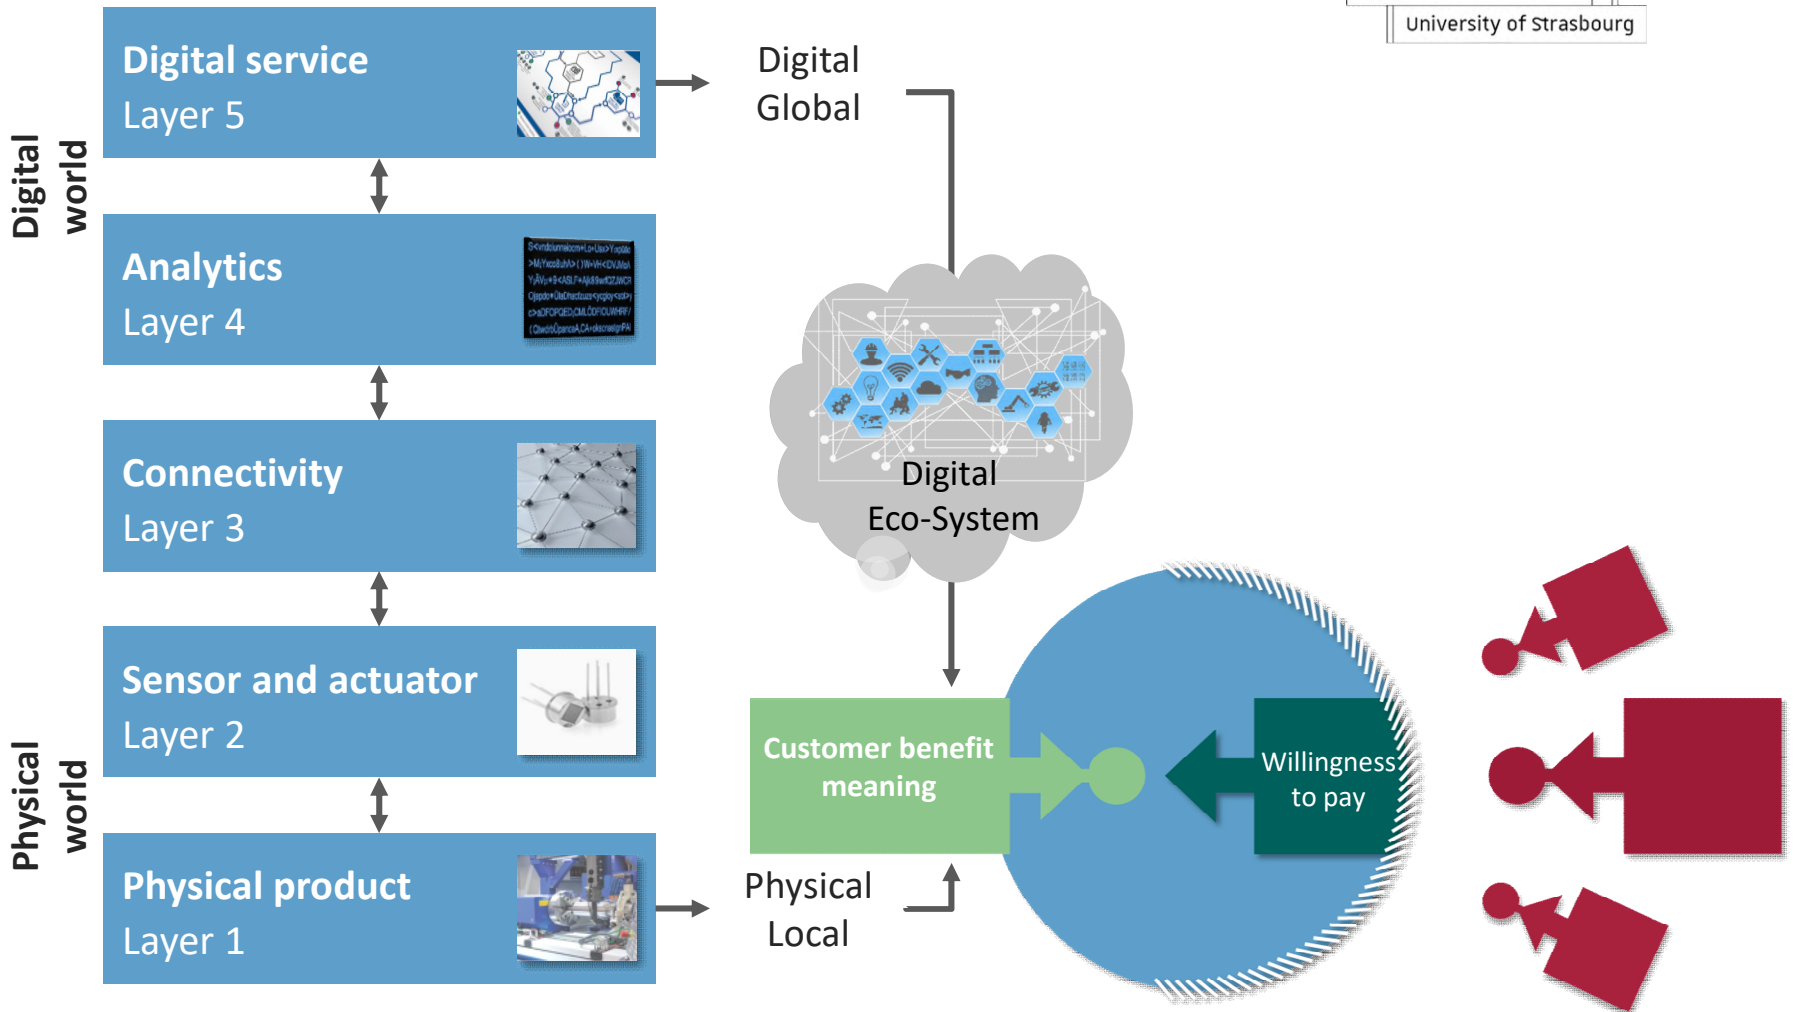 University of Strasbourg
Digital
world
Digital service
Layer 5
Analytics
Layer 4
Connectivity
Layer 3
Physical
world
Sensor and actuator
Layer 2
Physical product
Layer 1
Digital
Global
Digital
Eco-System
Customer benefit
meaning
Willingness
to pay
Physical
Local